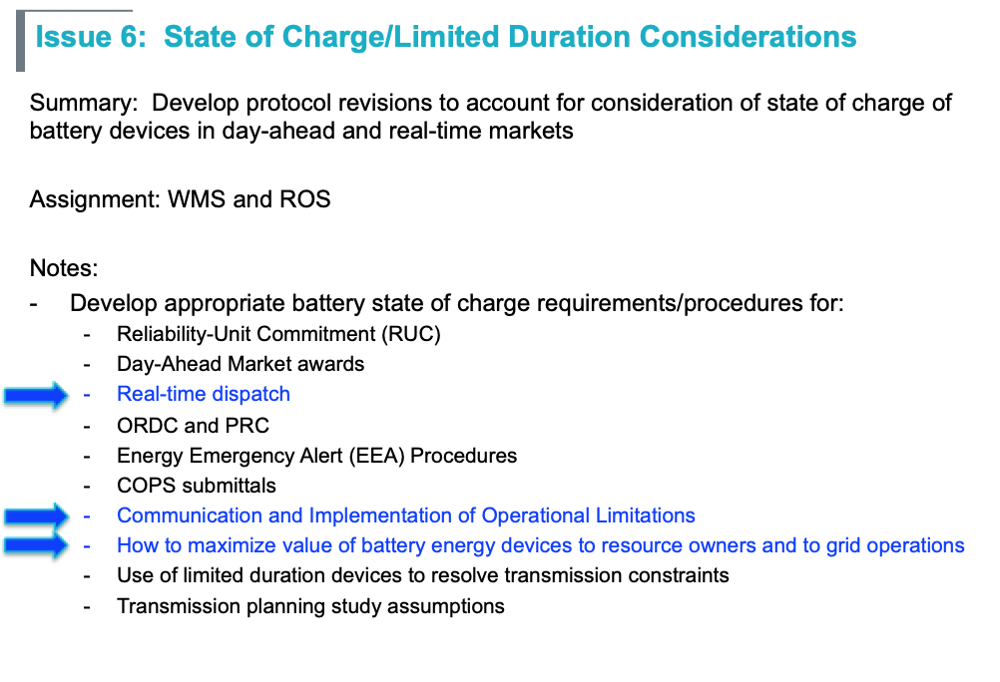 Issue 6:  State of Charge/Limited Duration Considerations
Summary:  Develop protocol revisions to account for consideration of state of charge of
battery devices in day-ahead and real-time markets
Assignment: WMS and ROS
Notes:
- Develop appropriate battery state of charge requirements/procedures for:
- Reliability-Unit Commitment (RUC)
- Day-Ahead Market awards
- Real-time dispatch
- ORDC and PRC
- Energy Emergency Alert (EEA) Procedures
- COPS submittals
- Communication and Implementation of Operational Limitations
- How to maximize value of battery energy devices to resource owners and to grid operations
- Use of limited duration devices to resolve transmission constraints
- Transmission planning study assumptions